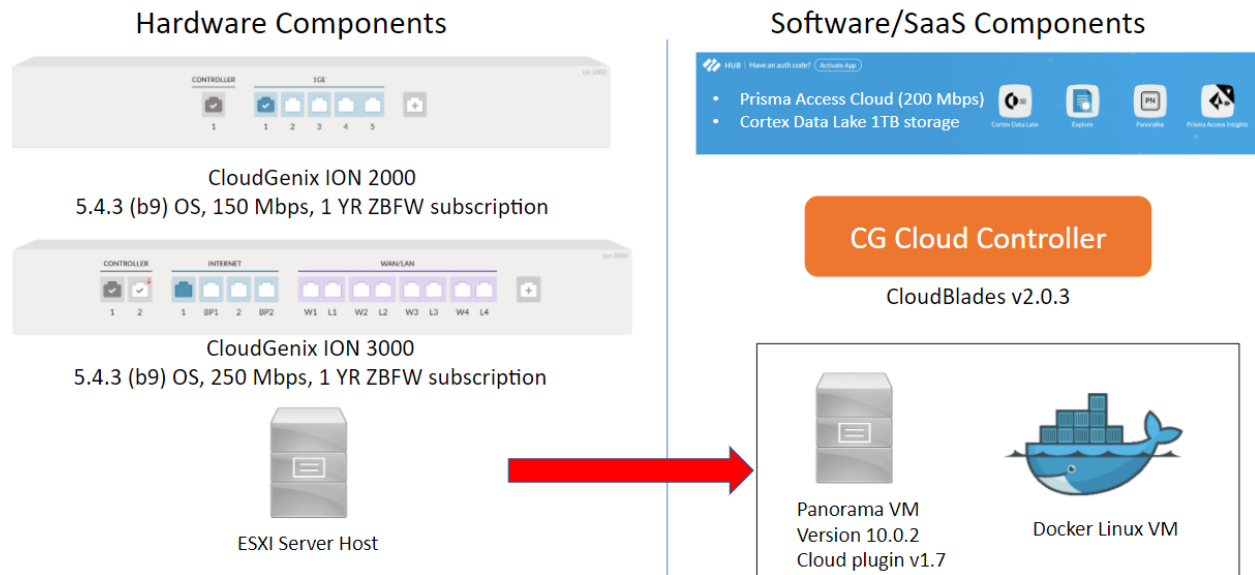 Hardware Components
ion 2000
CONTROLLER 1GE
1 1 2 3 4 5
CloudGenix ION 2000
5.4.3 (b9) OS, 150 Mbps, 1 YR ZBFW subscription
ion 3000
CONTROLLER INTERNET WAN/LAN
1 2 1 BP1 2 BP2 W1 L1 W2 L2 W3 L3 W4 L4
CloudGenix ION 3000
5.4.3 (b9) OS, 250 Mbps, 1 YR ZBFW subscription
ESXI Server Host
Software/SaaS Components
HUB | Have an auth code? Activate App
• Prisma Access Cloud (200 Mbps)
• Cortex Data Lake 1TB storage
PN
Cortex Data Lake Explore Panorama Prisma Access Insights
CG Cloud Controller
CloudBlades v2.0.3
Panorama VM
Version 10.0.2
Cloud plugin v1.7
Docker Linux VM